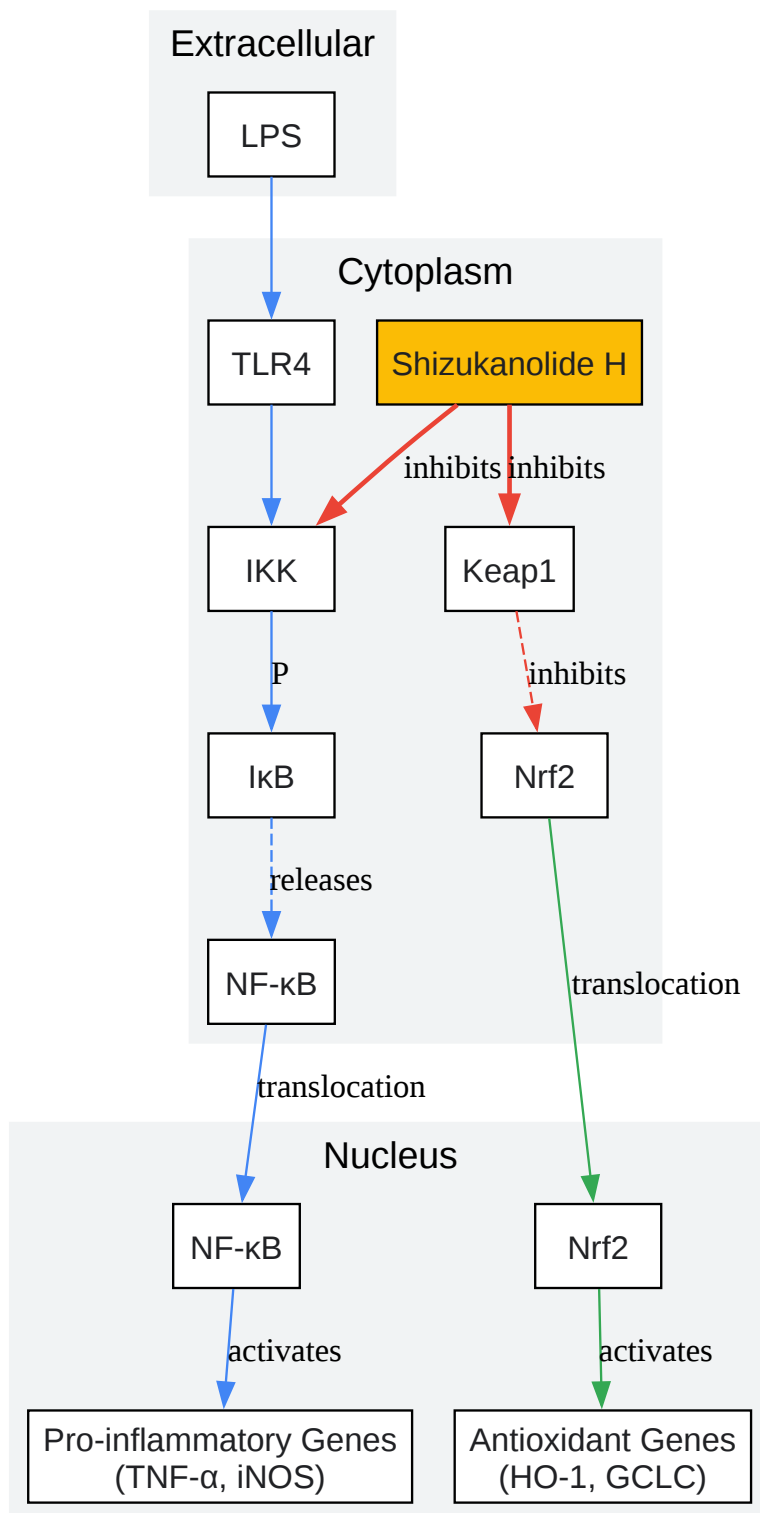 Extracellular
LPS
Cytoplasm
TLR4
Shizukanolide H
inhibits
inhibits
IKK
Keap1
P
inhibits
IκB
Nrf2
releases
NF-κB
translocation
translocation
Nucleus
NF-κB
Nrf2
activates
activates
Pro-inflammatory Genes
(TNF-α, iNOS)
Antioxidant Genes
(HO-1, GCLC)